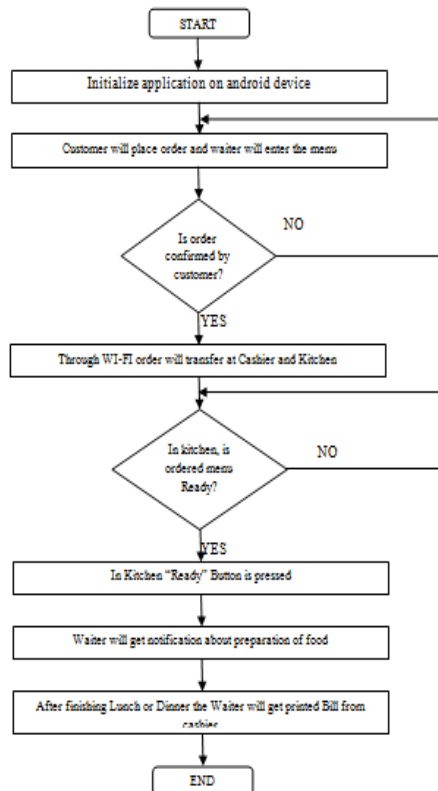 START
Initialize application on android device
Customer will place order and waiter will enter the menu
Is order
confirmed by
customer?
NO
YES
Through WI-FI order will transfer at Cashier and Kitchen
In kitchen, is
ordered menu
Ready?
NO
YES
In Kitchen “Ready” Button is pressed
Waiter will get notification about preparation of food
After finishing Lunch or Dinner the Waiter will get printed Bill from
cashier
END